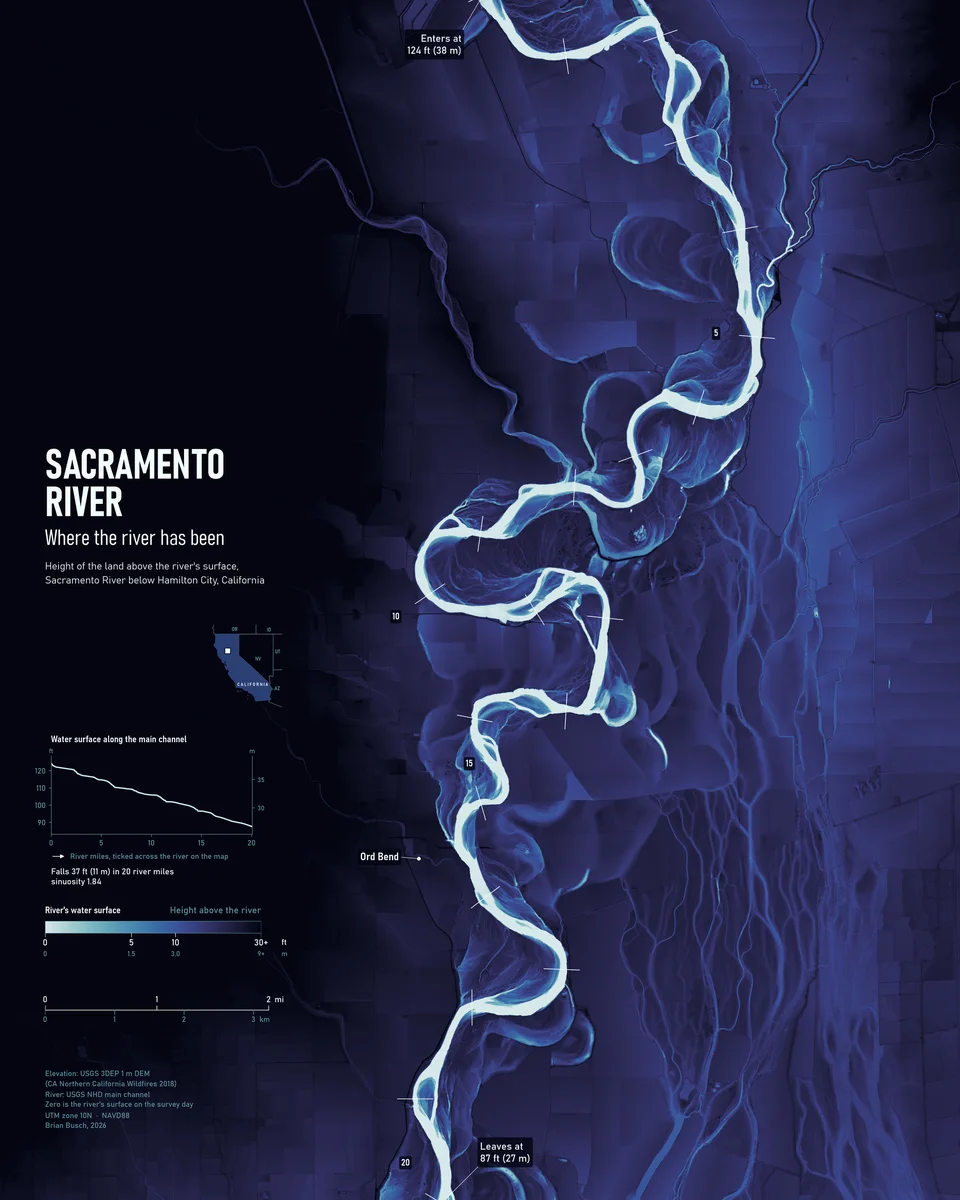 Enters at
124 ft (38 m)
5
SACRAMENTO
RIVER
Where the river has been
Height of the land above the river's surface,
Sacramento River below Hamilton City, California
10
OR ID
NV UT
CALIFORNIA AZ
Water surface along the main channel
ft m
120
110
100
90
35
30
0 5 10 15 20
River miles, ticked across the river on the map
Falls 37 ft (11 m) in 20 river miles
sinuosity 1.84
15
Ord Bend
River's water surface Height above the river
0 5 10 30+ ft
0 1.5 3.0 9+ m
0 1 2 mi
0 1 2 3 km
Elevation: USGS 3DEP 1 m DEM
(CA Northern California Wildfires 2018)
River: USGS NHD main channel
Zero is the river's surface on the survey day
UTM zone 10N · NAVD88
Brian Busch, 2026
Leaves at
87 ft (27 m)
20